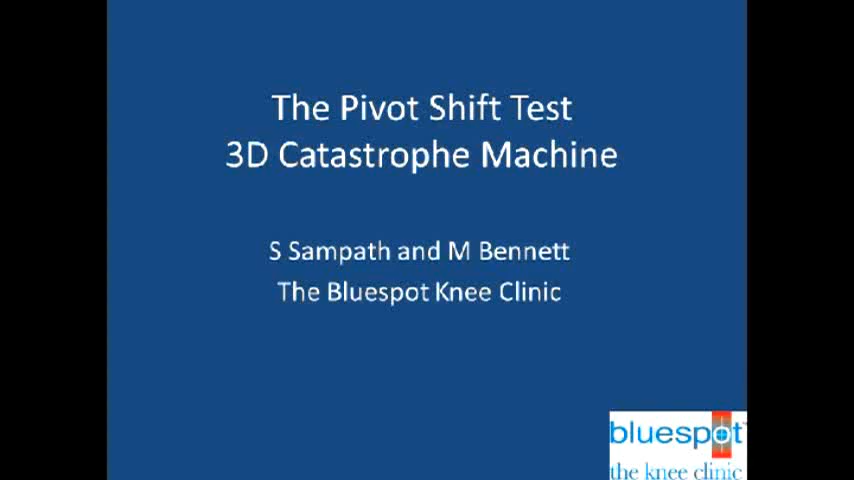 The Pivot Shift Test
3D Catastrophe Machine
S Sampath and M Bennett
The Bluespot Knee Clinic
bluespot
the knee clinic